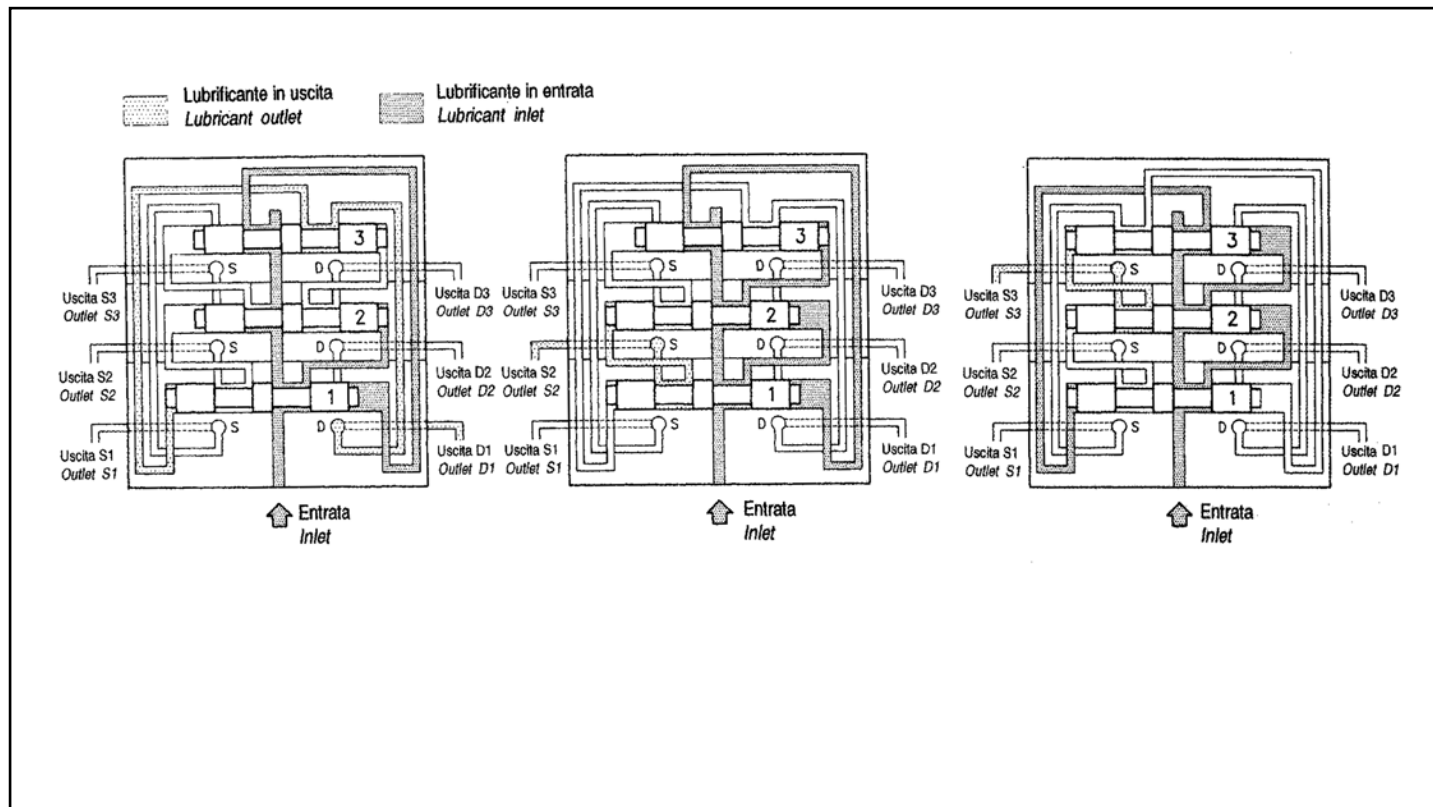 Lubrificante in uscita
Lubricant outlet
Lubrificante in entrata
Lubricant inlet
3
S
D
Uscita S3
Outlet S3
Uscita D3
Outlet D3
2
S
D
Uscita S2
Outlet S2
Uscita D2
Outlet D2
1
S
D
Uscita S1
Outlet S1
Uscita D1
Outlet D1
Entrata
Inlet
3
S
D
Uscita S3
Outlet S3
Uscita D3
Outlet D3
2
S
D
Uscita S2
Outlet S2
Uscita D2
Outlet D2
1
S
D
Uscita S1
Outlet S1
Uscita D1
Outlet D1
Entrata
Inlet
3
S
D
Uscita S3
Outlet S3
Uscita D3
Outlet D3
2
S
D
Uscita S2
Outlet S2
Uscita D2
Outlet D2
1
S
D
Uscita S1
Outlet S1
Uscita D1
Outlet D1
Entrata
Inlet